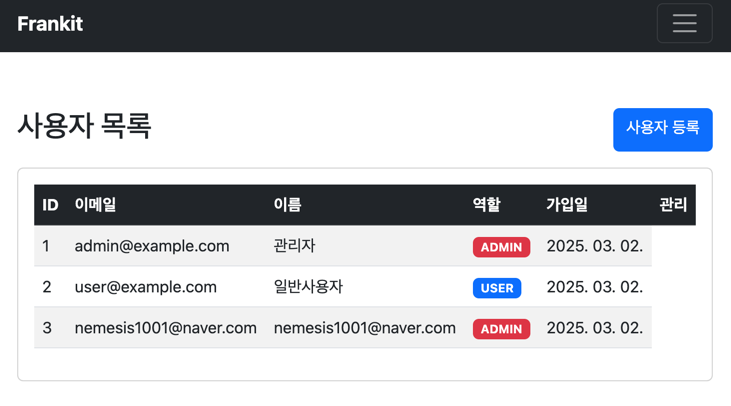 Frankit
사용자 목록
사용자 등록
ID 이메일 이름 역할 가입일 관리
1 admin@example.com 관리자 ADMIN 2025. 03. 02.
2 user@example.com 일반사용자 USER 2025. 03. 02.
3 nemesis1001@naver.com nemesis1001@naver.com ADMIN 2025. 03. 02.